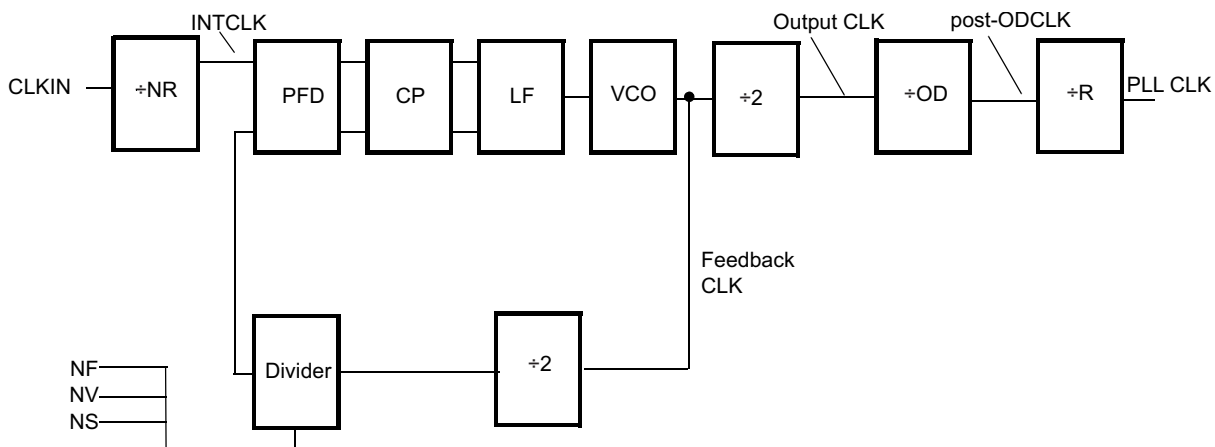 INTCLK
Output CLK
post-ODCLK
CLKIN
÷NR
PFD
CP
LF
VCO
÷2
÷OD
÷R
PLL CLK
Feedback
CLK
Divider
÷2
NF
NV
NS